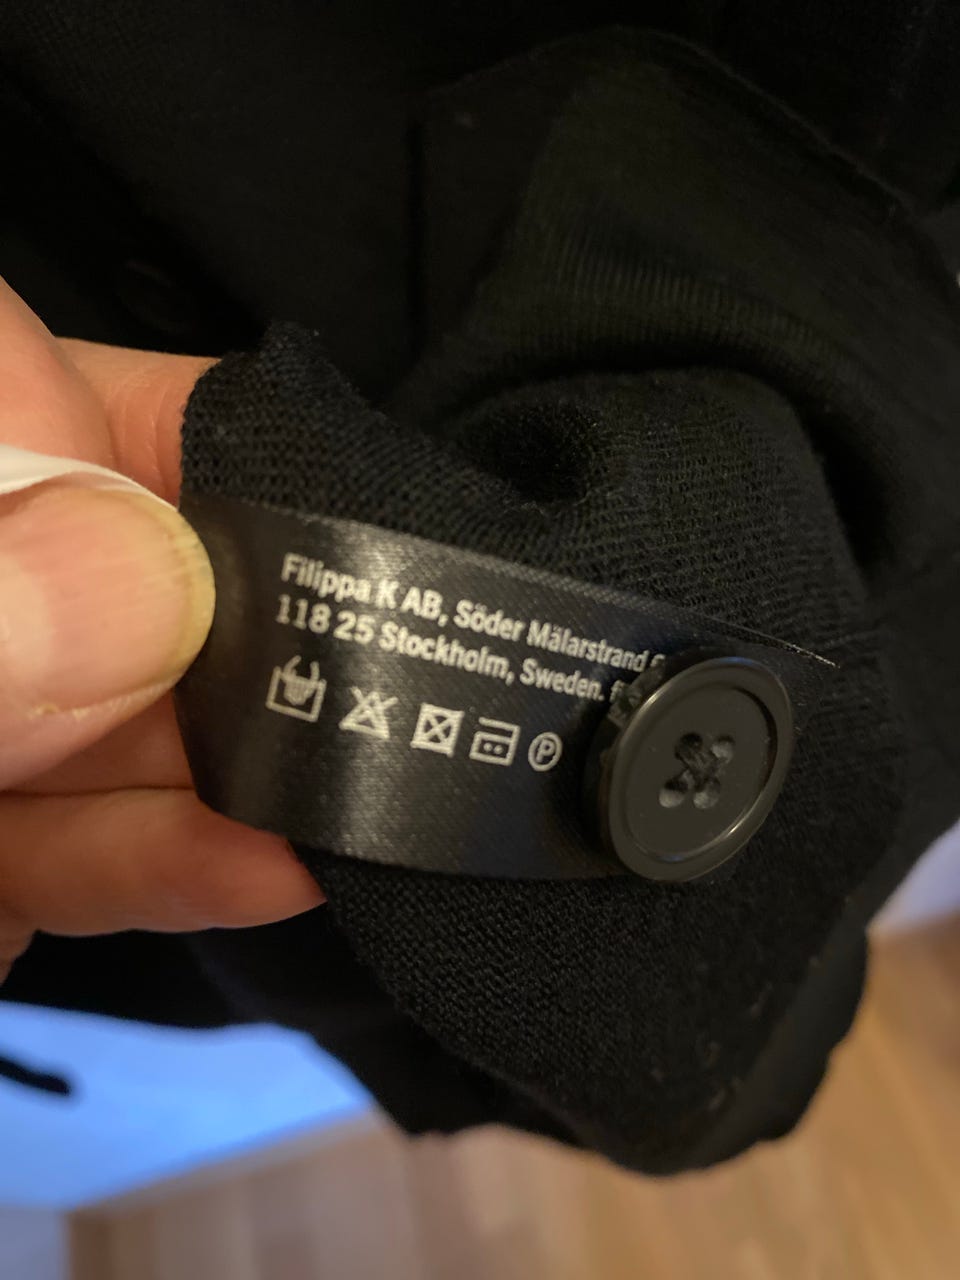 Filippa K AB, Söder Mälarstrand
118 25 Stockholm, Sweden.
P